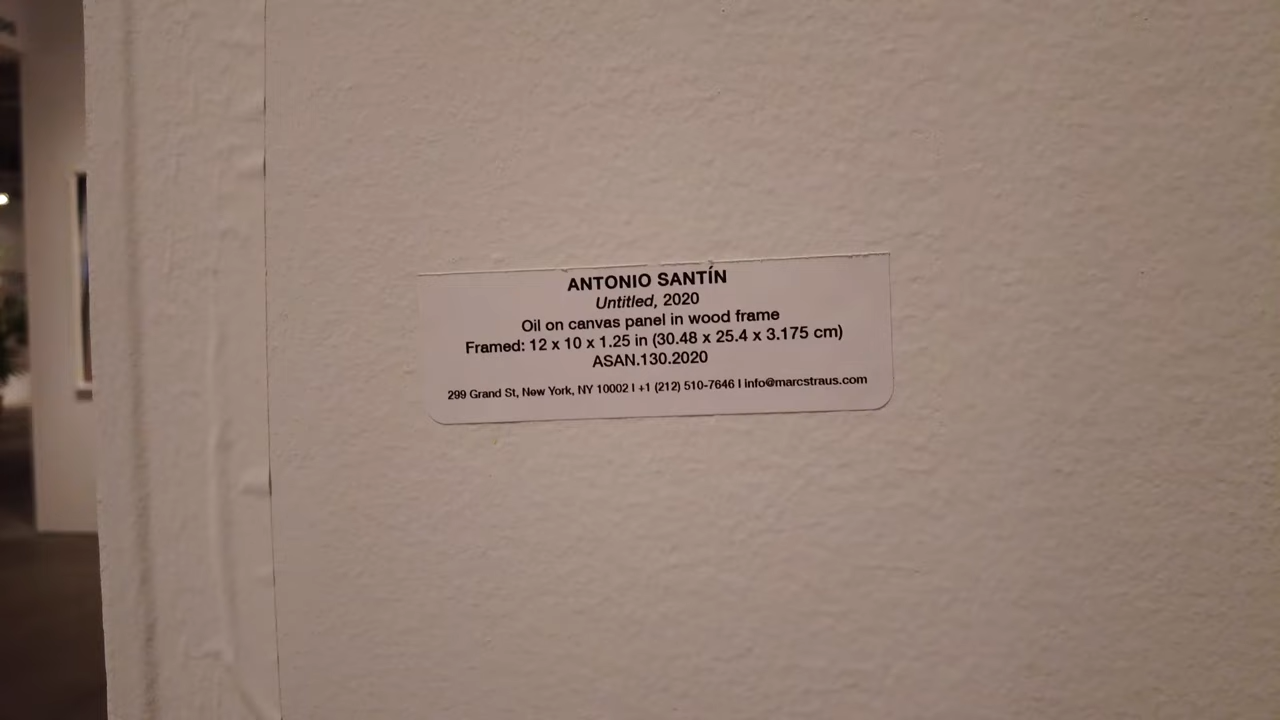 ANTONIO SANTÍN
Untitled, 2020
Oil on canvas panel in wood frame
Framed: 12 x 10 x 1.25 in (30.48 x 25.4 x 3.175 cm)
ASAN.130.2020
299 Grand St, New York, NY 10002 I +1 (212) 510-7646 I info@marcstraus.com